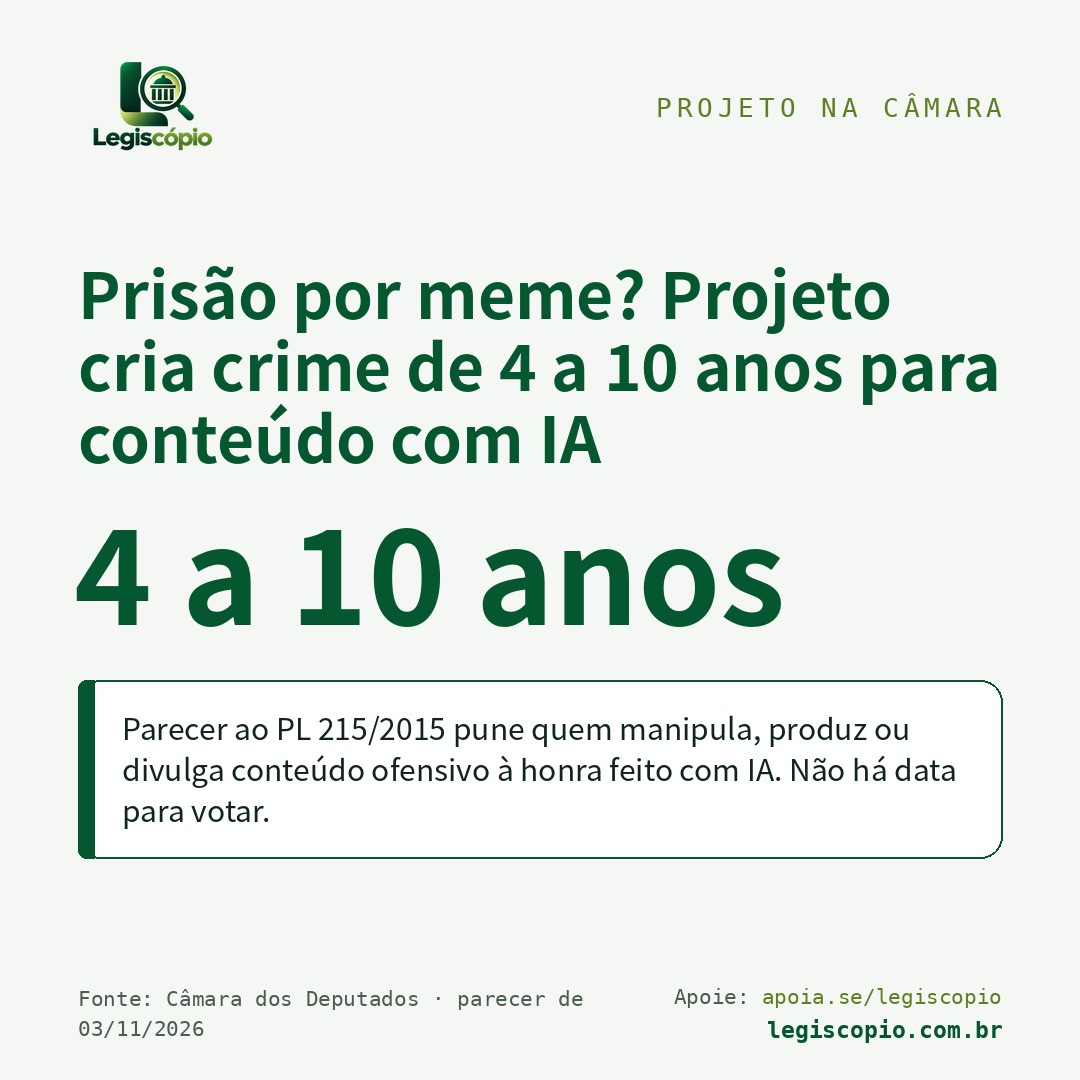 Legiscópio
PROJETO NA CÂMARA
Prisão por meme? Projeto
cria crime de 4 a 10 anos para
conteúdo com IA
4 a 10 anos
Parecer ao PL 215/2015 pune quem manipula, produz ou
divulga conteúdo ofensivo à honra feito com IA. Não há data
para votar.
Fonte: Câmara dos Deputados · parecer de
03/11/2026
Apoie: apoia.se/legiscopio
legiscopio.com.br